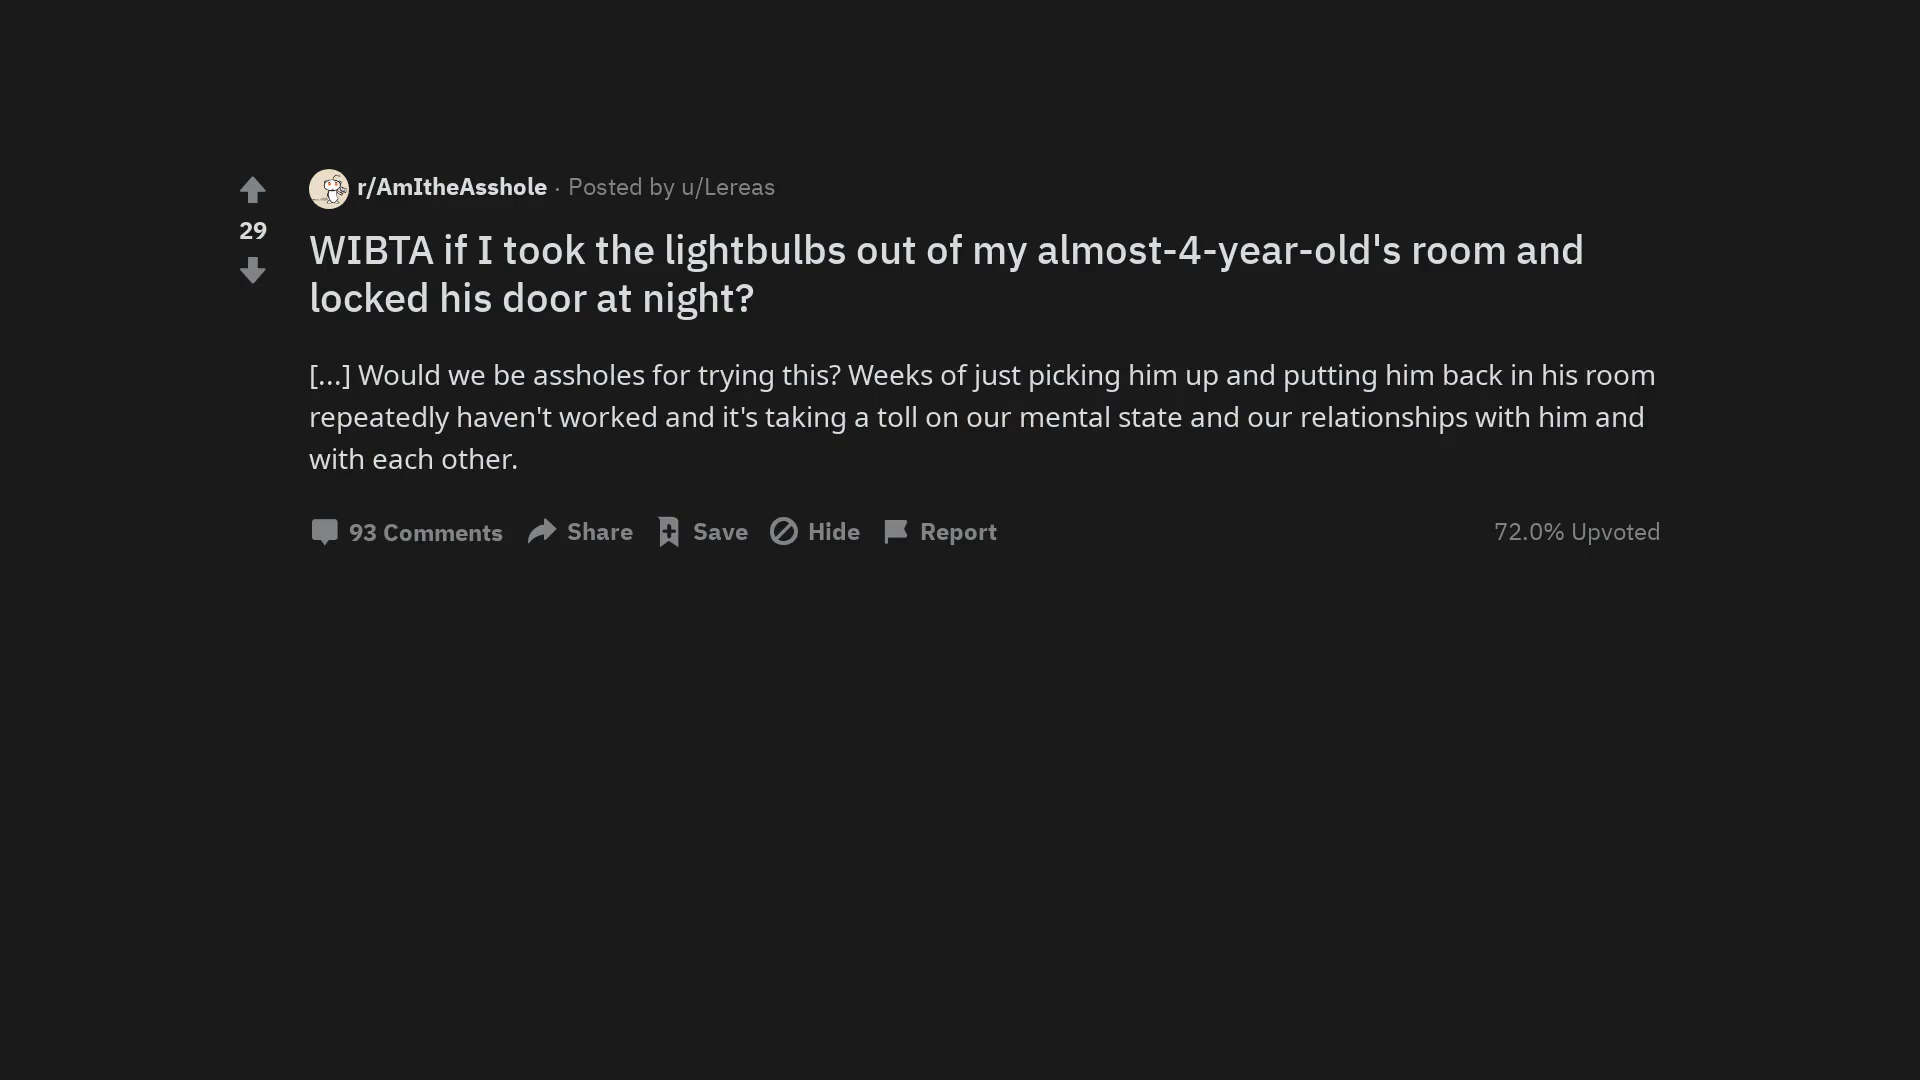 r/AmItheAsshole · Posted by u/Lereas
29
WIBTA if I took the lightbulbs out of my almost-4-year-old's room and
locked his door at night?
[...] Would we be assholes for trying this? Weeks of just picking him up and putting him back in his room
repeatedly haven't worked and it's taking a toll on our mental state and our relationships with him and
with each other.
93 Comments Share Save Hide Report 72.0% Upvoted